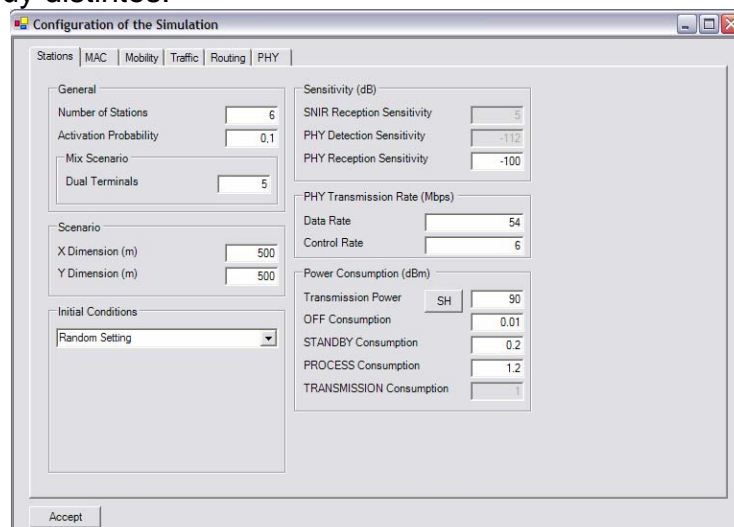 Configuration of the Simulation
Stations MAC Mobility Traffic Routing PHY
General
Number of Stations 6
Activation Probability 0,1
Mix Scenario
Dual Terminals 5
Scenario
X Dimension (m) 500
Y Dimension (m) 500
Initial Conditions
Random Setting
Sensitivity (dB)
SNIR Reception Sensitivity 5
PHY Detection Sensitivity -112
PHY Reception Sensitivity -100
PHY Transmission Rate (Mbps)
Data Rate 54
Control Rate 6
Power Consumption (dBm)
Transmission Power SH 90
OFF Consumption 0.01
STANDBY Consumption 0.2
PROCESS Consumption 1.2
TRANSMISSION Consumption 1
Accept